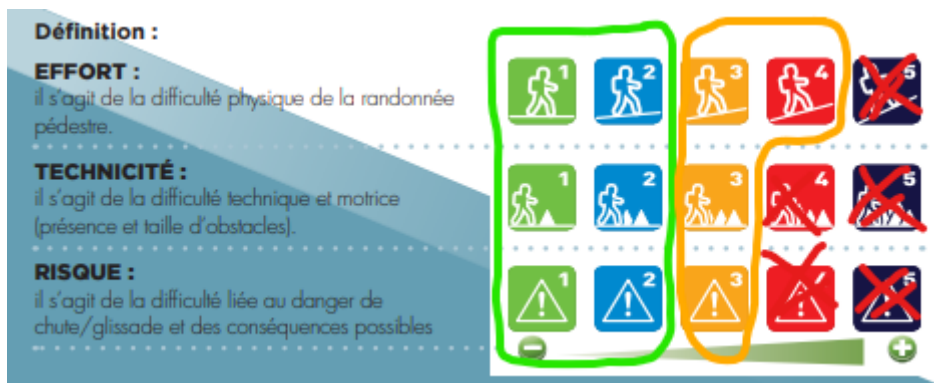 Définition :
EFFORT :
il s'agit de la difficulté physique de la randonnée
pédestre.
1 2 3 4 5
TECHNICITÉ :
il s'agit de la difficulté technique et motrice
(présence et taille d'obstacles).
1 2 3 4 5
RISQUE :
il s'agit de la difficulté liée au danger de
chute/glissade et des conséquences possibles
1 2 3 5